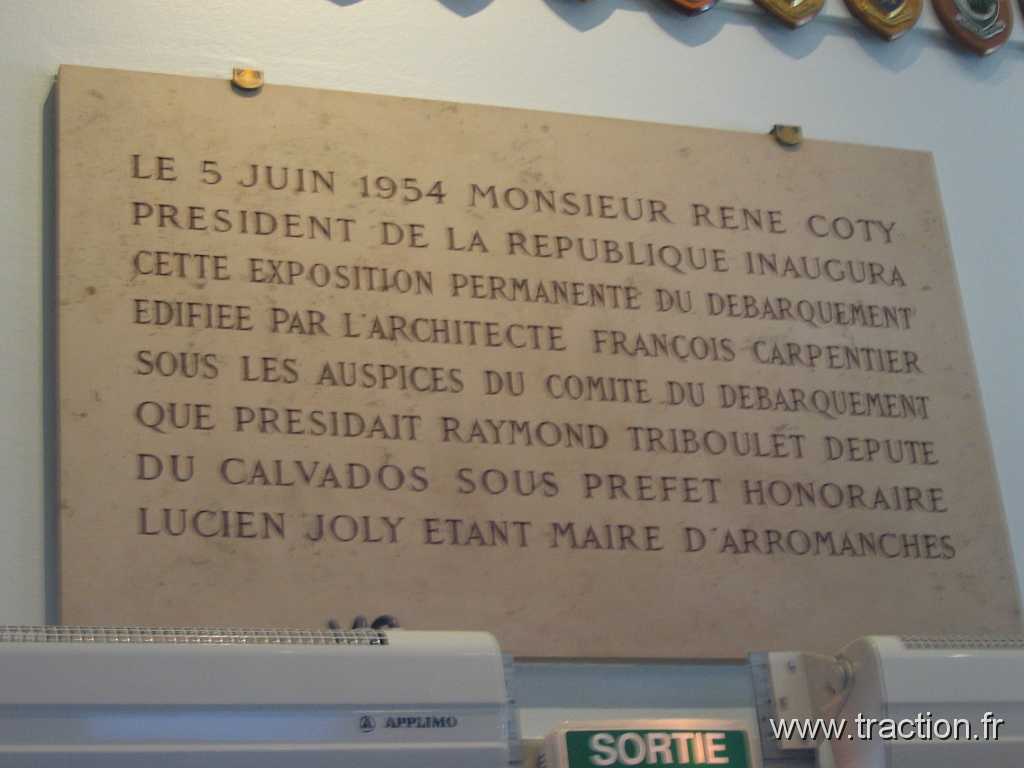 LE 5 JUIN 1954 MONSIEUR RENE COTY
PRESIDENT DE LA REPUBLIQUE INAUGURA
CETTE EXPOSITION PERMANENTE DU DEBARQUEMENT
EDIFIEE PAR L'ARCHITECTE FRANÇOIS CARPENTIER
SOUS LES AUSPICES DU COMITE DU DEBARQUEMENT
QUE PRESIDAIT RAYMOND TRIBOULET DEPUTE
DU CALVADOS SOUS PREFET HONORAIRE
LUCIEN JOLY ETANT MAIRE D'ARROMANCHES
APPLIMO
SORTIE
www.traction.fr